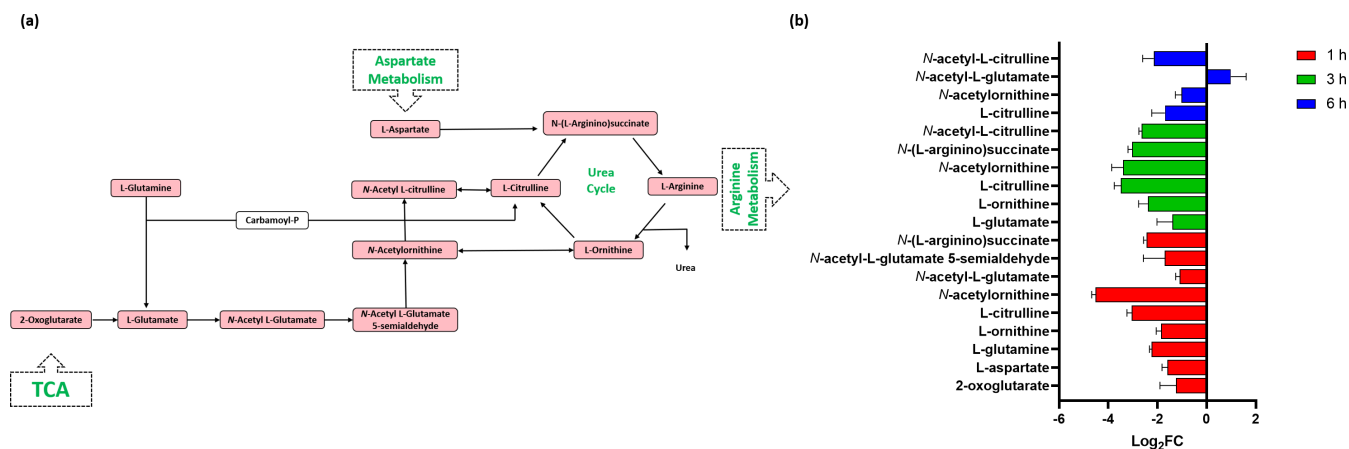 (a)
Aspartate
Metabolism
L-Aspartate
N-(L-Arginino)succinate
L-Glutamine
N-Acetyl L-citrulline
L-Citrulline
Urea
Cycle
L-Arginine
Arginine
Metabolism
Carbamoyl-P
N-Acetylornithine
L-Ornithine
Urea
2-Oxoglutarate
L-Glutamate
N-Acetyl L-Glutamate
N-Acetyl L-Glutamate
5-semialdehyde
TCA
(b)
N-acetyl-L-citrulline
N-acetyl-L-glutamate
N-acetylornithine
L-citrulline
N-acetyl-L-citrulline
N-(L-arginino)succinate
N-acetylornithine
L-citrulline
L-ornithine
L-glutamate
N-(L-arginino)succinate
N-acetyl-L-glutamate 5-semialdehyde
N-acetyl-L-glutamate
N-acetylornithine
L-citrulline
L-ornithine
L-glutamine
L-aspartate
2-oxoglutarate
-6 -4 -2 0 2
Log2FC
1 h
3 h
6 h